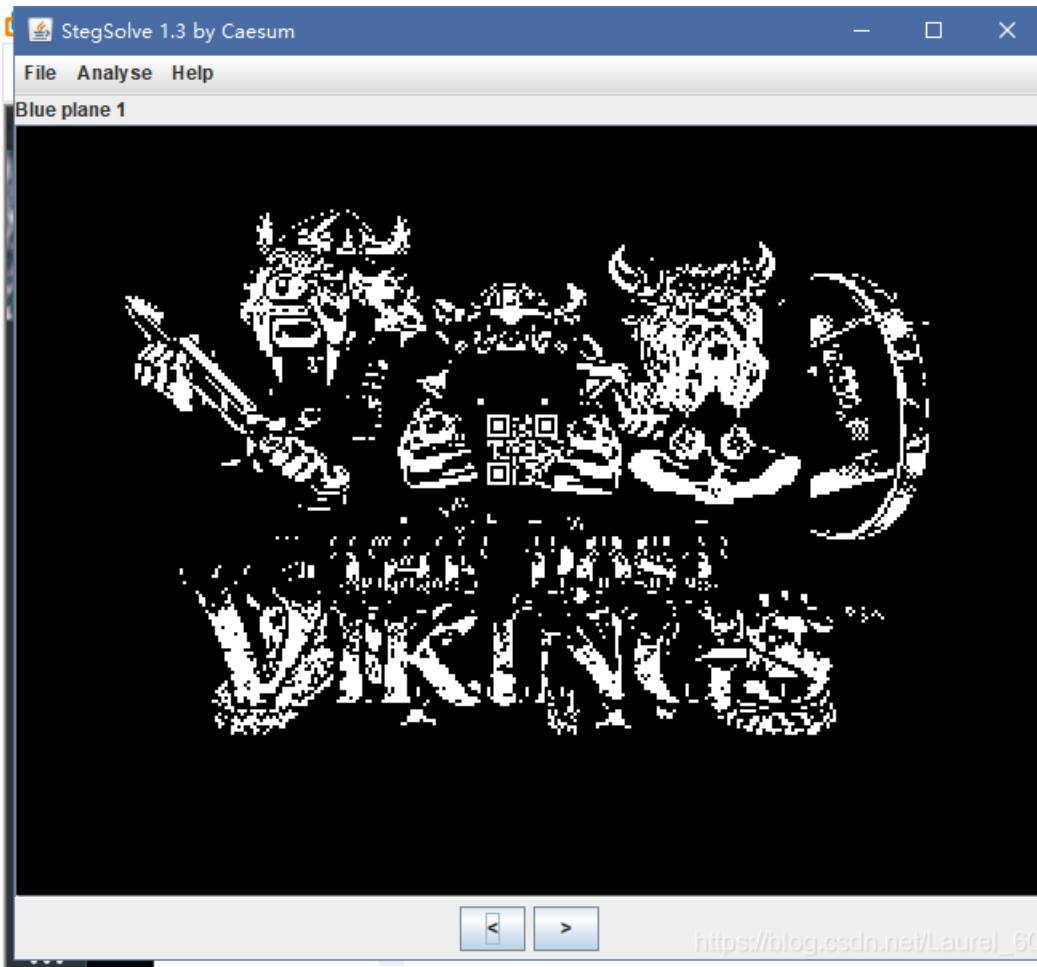 StegSolve 1.3 by Caesum
File Analyse Help
Blue plane 1
VIKINGS
< >
https://blog.csdn.net/Laurel_60